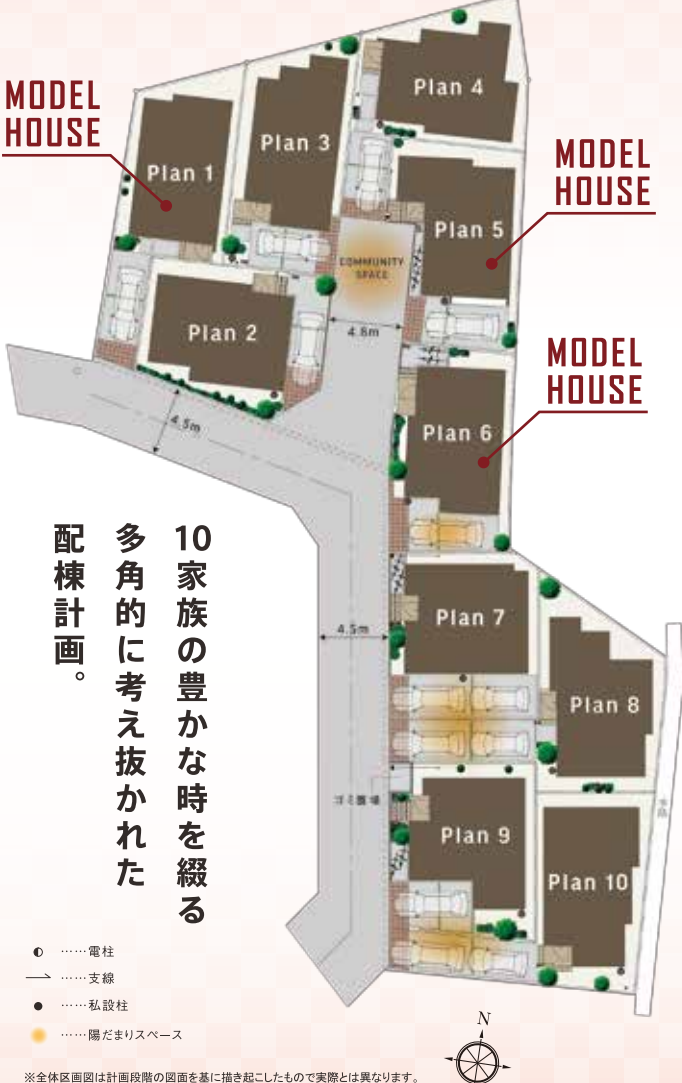 MODEL
HOUSE
Plan 1
Plan 3
Plan 4
MODEL
HOUSE
Plan 5
COMMUNITY
SPACE
4.8m
Plan 2
MODEL
HOUSE
4.5m
Plan 6
10家族の豊かな時を綴る
多角的に考え抜かれた
配棟計画。
4.5m
Plan 7
Plan 8
ゴミ置場
水路
Plan 9
Plan 10
……電柱
……支線
……私設柱
……陽だまりスペース
N
※全体区画図は計画段階の図面を基に描き起こしたもので実際とは異なります。